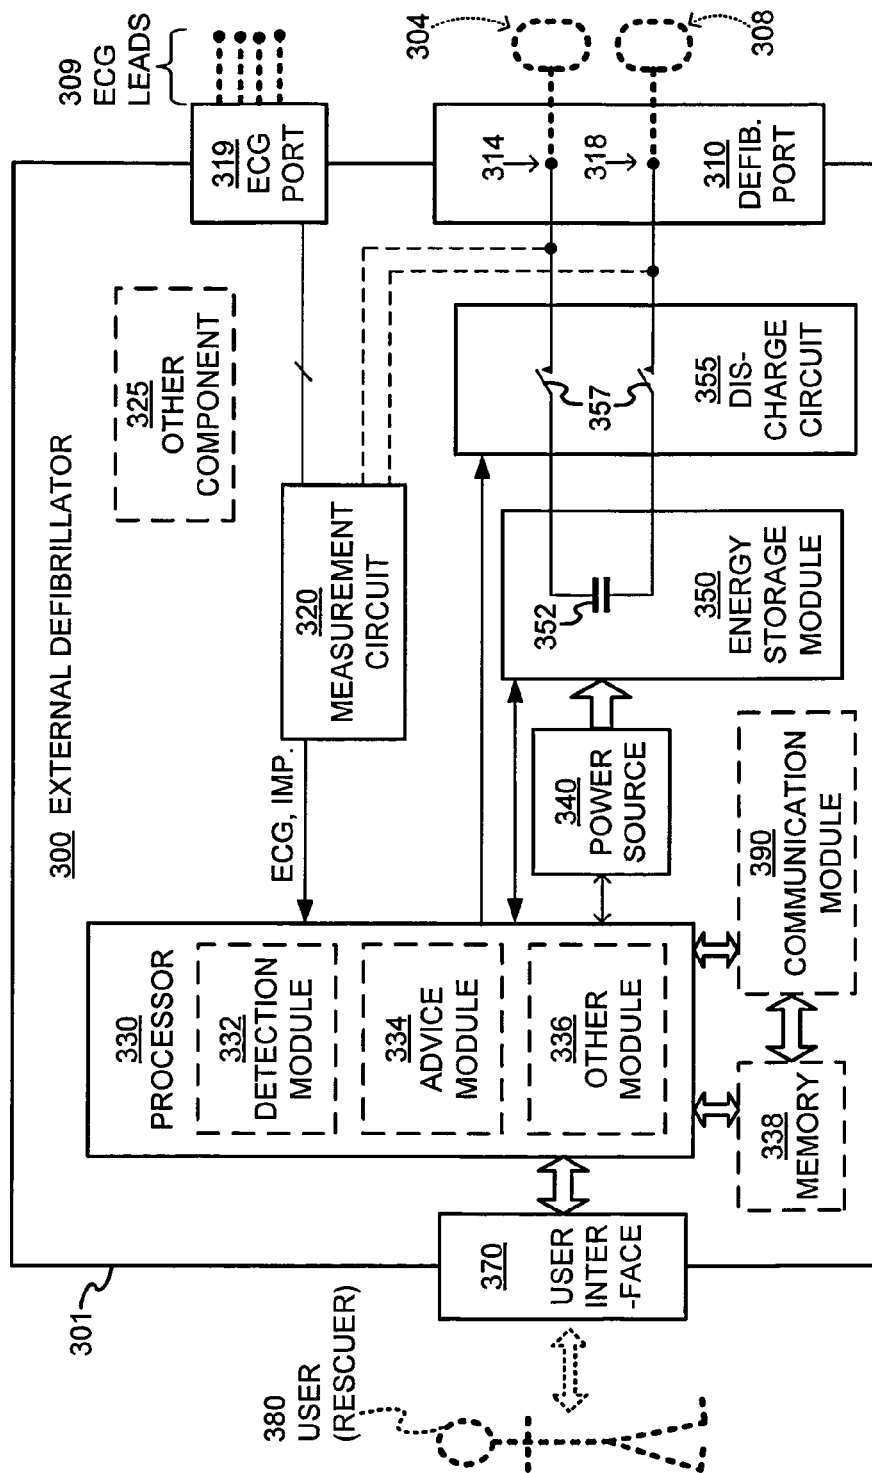 309
ECG
LEADS
304
308
319
ECG
PORT
314
318
310
DEFIB.
PORT
300 EXTERNAL DEFIBRILLATOR
325
OTHER
COMPONENT
320
MEASUREMENT
CIRCUIT
357
355
DIS-
CHARGE
CIRCUIT
352
350
ENERGY
STORAGE
MODULE
ECG, IMP.
340
POWER
SOURCE
330
PROCESSOR
332
DETECTION
MODULE
334
ADVICE
MODULE
336
OTHER
MODULE
390
COMMUNICATION
MODULE
338
MEMORY
301
370
USER
INTER
-FACE
380
USER
(RESCUER)